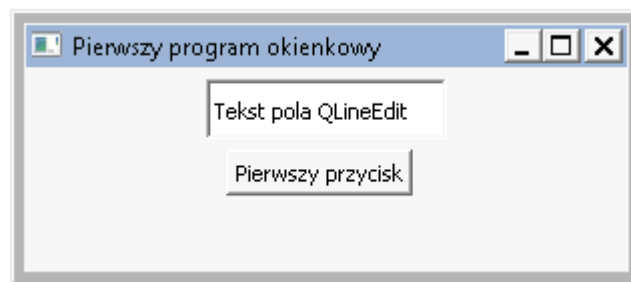 Pierwszy program okienkowy
Tekst pola QLineEdit
Pierwszy przycisk